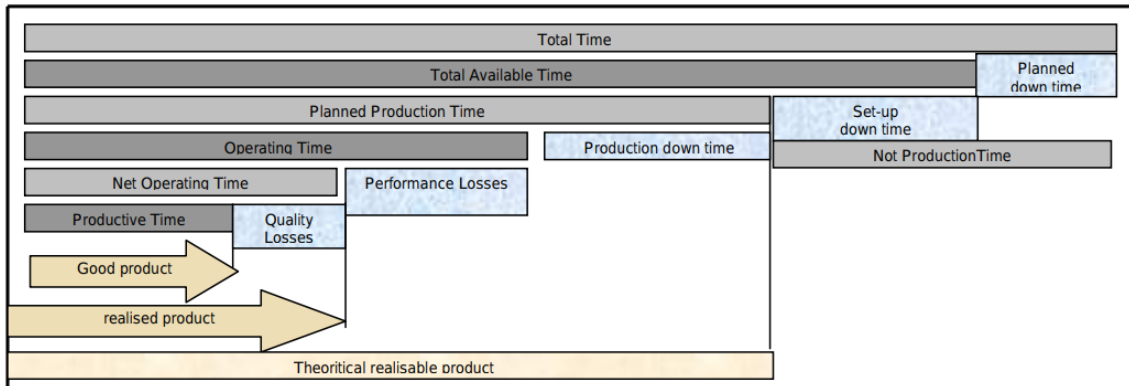 Total Time
Total Available Time
Planned
down time
Planned Production Time
Set-up
down time
Operating Time
Production down time
Not ProductionTime
Net Operating Time
Performance Losses
Productive Time
Quality
Losses
Good product
realised product
Theoritical realisable product